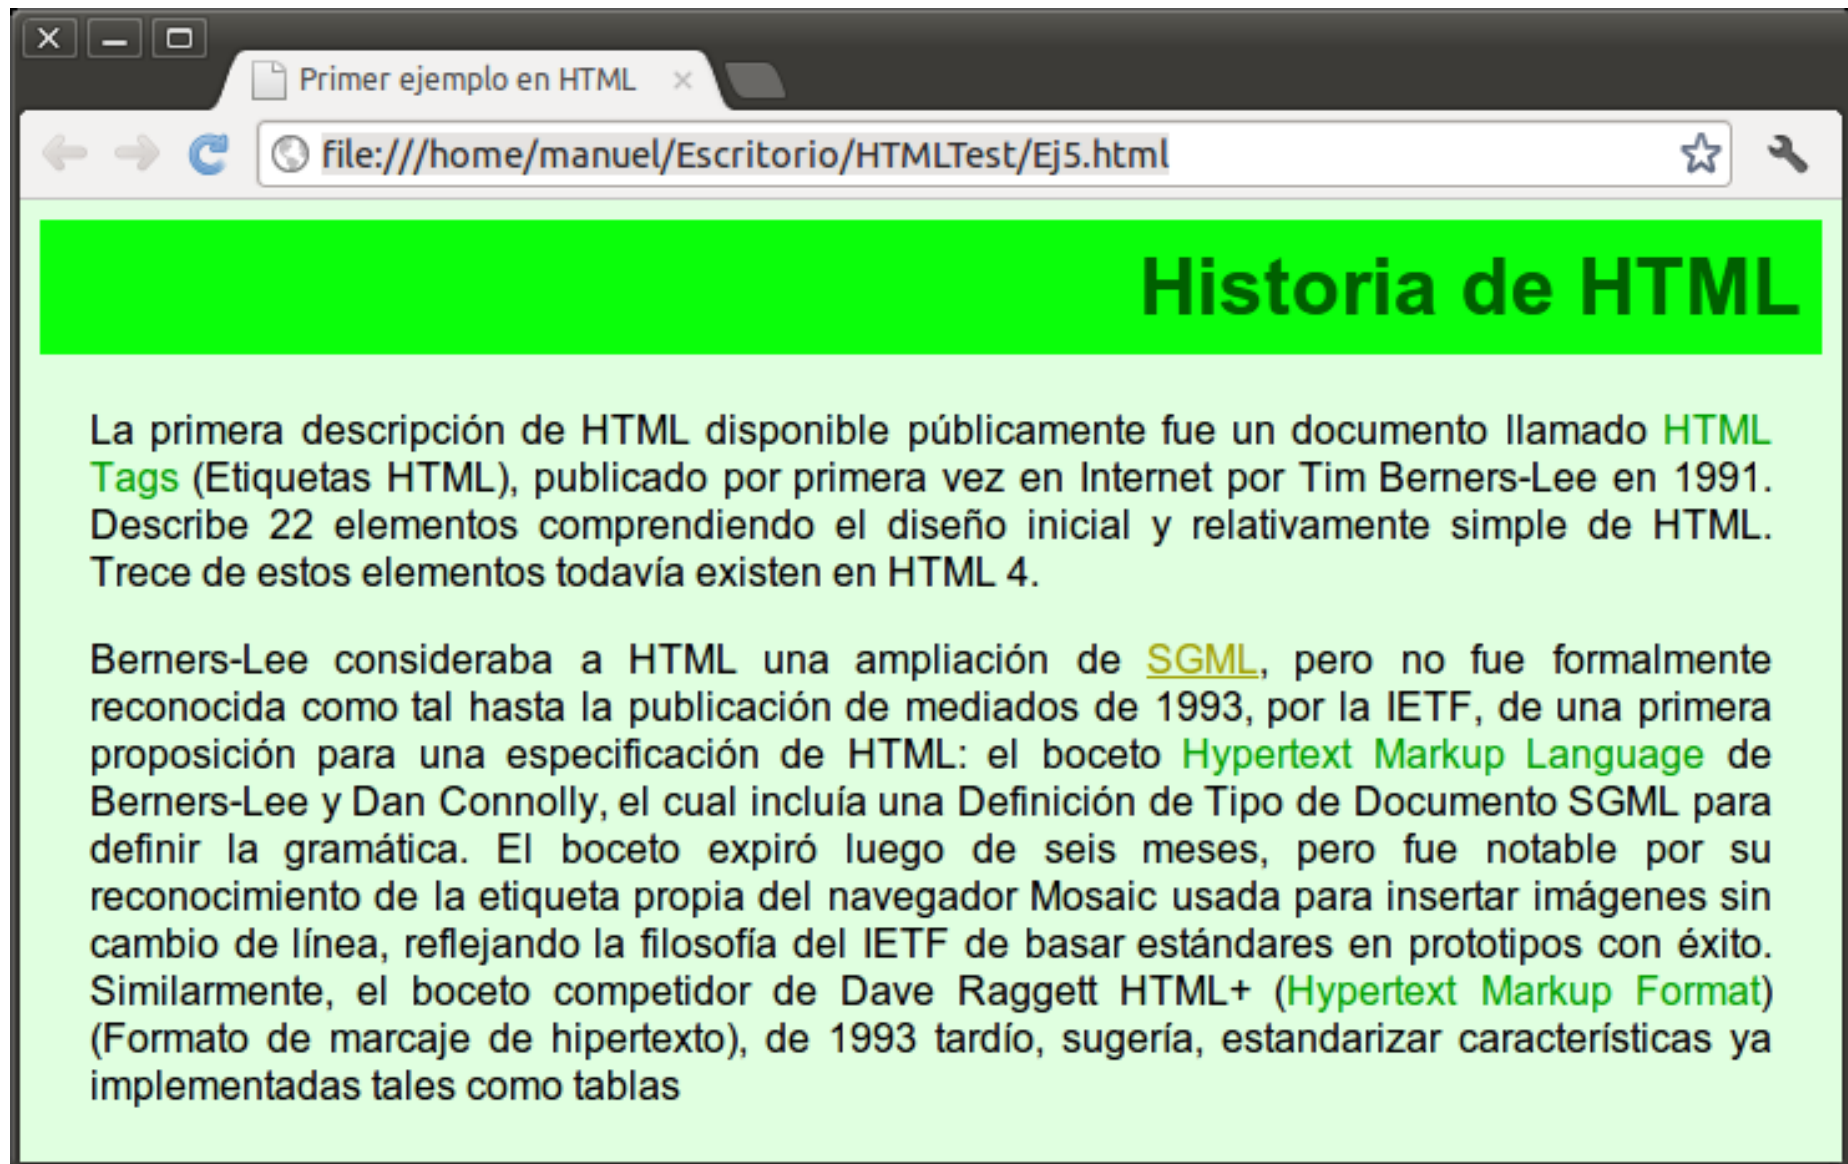 Primer ejemplo en HTML
file:///home/manuel/Escritorio/HTMLTest/Ej5.html
Historia de HTML
La primera descripción de HTML disponible públicamente fue un documento llamado HTML
Tags (Etiquetas HTML), publicado por primera vez en Internet por Tim Berners-Lee en 1991.
Describe 22 elementos comprendiendo el diseño inicial y relativamente simple de HTML.
Trece de estos elementos todavía existen en HTML 4.
Berners-Lee consideraba a HTML una ampliación de SGML, pero no fue formalmente
reconocida como tal hasta la publicación de mediados de 1993, por la IETF, de una primera
proposición para una especificación de HTML: el boceto Hypertext Markup Language de
Berners-Lee y Dan Connolly, el cual incluía una Definición de Tipo de Documento SGML para
definir la gramática. El boceto expiró luego de seis meses, pero fue notable por su
reconocimiento de la etiqueta propia del navegador Mosaic usada para insertar imágenes sin
cambio de línea, reflejando la filosofía del IETF de basar estándares en prototipos con éxito.
Similarmente, el boceto competidor de Dave Raggett HTML+ (Hypertext Markup Format)
(Formato de marcaje de hipertexto), de 1993 tardío, sugería, estandarizar características ya
implementadas tales como tablas